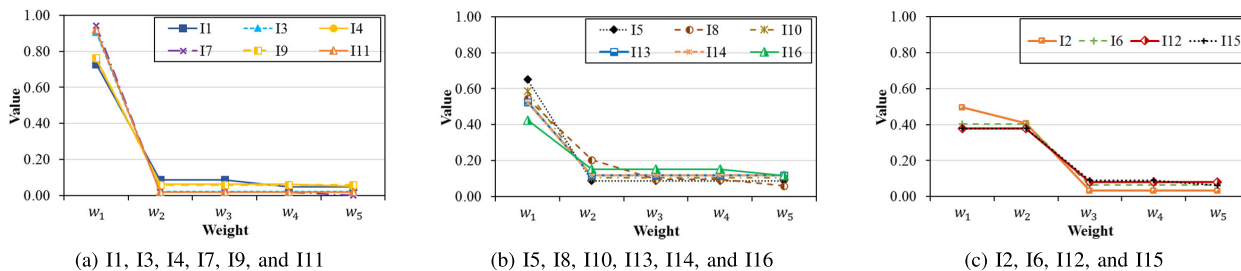 1.00
0.80
0.60
0.40
0.20
0.00
Value
I1 I3 I4
I7 I9 I11
w1 w2 w3 w4 w5
Weight
(a) I1, I3, I4, I7, I9, and I11
1.00
0.80
0.60
0.40
0.20
0.00
Value
I5 I8 I10
I13 I14 I16
w1 w2 w3 w4 w5
Weight
(b) I5, I8, I10, I13, I14, and I16
1.00
0.80
0.60
0.40
0.20
0.00
Value
I2 I6 I12 I15
w1 w2 w3 w4 w5
Weight
(c) I2, I6, I12, and I15